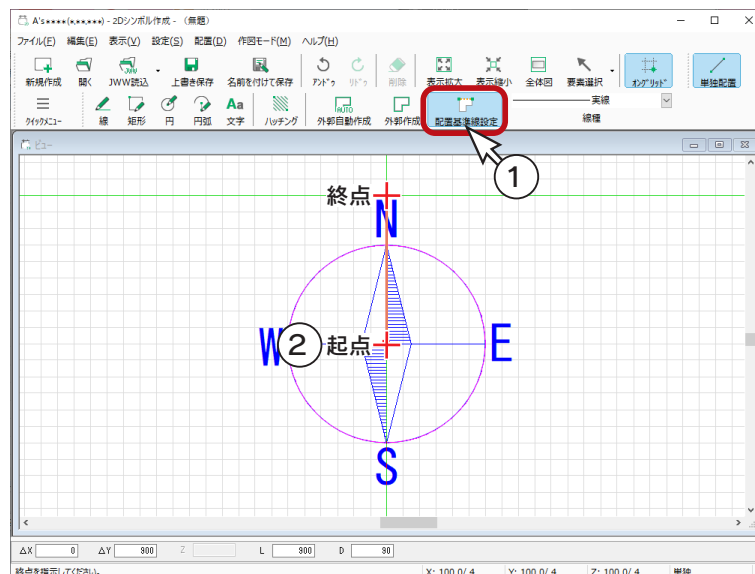 A's****(*,**,***) - 2Dシンボル作成 - （無題）
ファイル(F) 編集(E) 表示(V) 設定(S) 配置(D) 作図モード(M) ヘルプ(H)
新規作成 開く JWW読込 上書き保存 名前を付けて保存 アンドゥ リドゥ 削除 表示拡大 表示縮小 全体図 要素選択 オングリッド 単独配置
クイックメニュー 線 矩形 円 円弧 文字 ハッチング 外郭自動作成 外郭作成 配置基準線設定 実線
線種
ビュー
1
終点
N
W
2 起点
E
S
ΔX 0 ΔY 900 Z L 900 D 90
終点を指示してください。 X: 100.0/ 4 Y: 100.0/ 4 Z: 100.0/ 4 単独